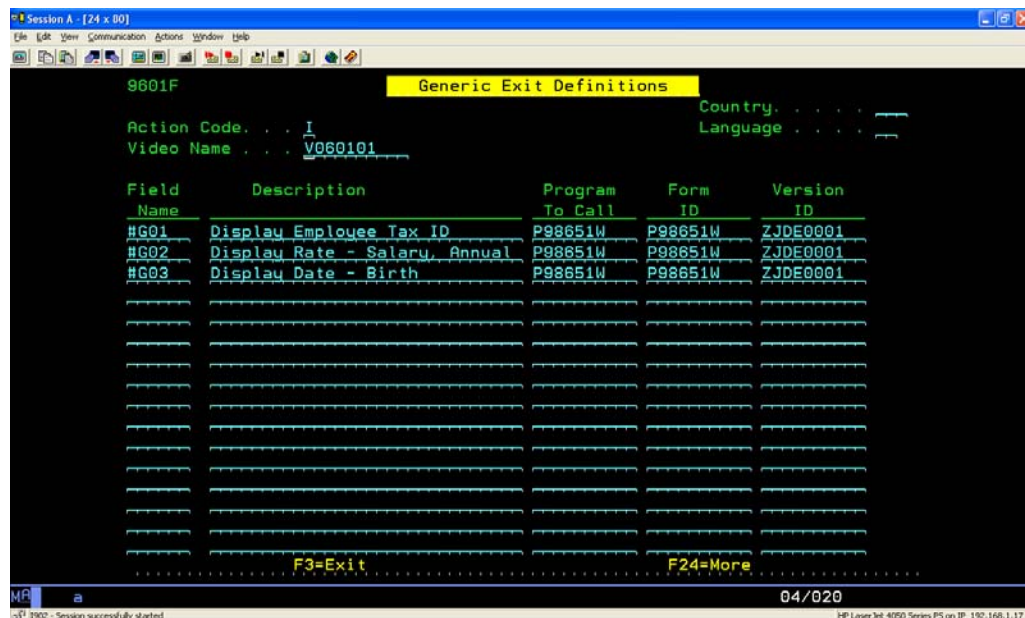 Session A - [24 x 80]
File Edit View Communication Actions Window Help
9601F Generic Exit Definitions
Country. . . . .
Action Code. . . I Language . . . .
Video Name . . . V060101
Field Description Program Form Version
Name To Call ID ID
#G01 Display Employee Tax ID P98651W P98651W ZJDE0001
#G02 Display Rate - Salary, Annual P98651W P98651W ZJDE0001
#G03 Display Date - Birth P98651W P98651W ZJDE0001
F3=Exit F24=More
MA a 04/020
I902 - Session successfully started HP LaserJet 4050 Series PS on IP_192.168.1.17